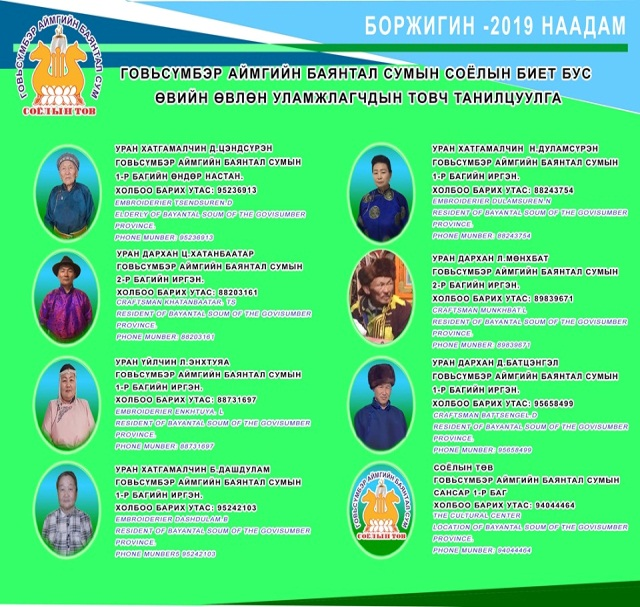 БОРЖИГИН -2019 НААДАМ
ГОВЬСҮМБЭР АЙМГИЙН БАЯНТАЛ СУМ
СОЁЛЫН ТӨВ
ГОВЬСҮМБЭР АЙМГИЙН БАЯНТАЛ СУМЫН СОЁЛЫН БИЕТ БУС
ӨВИЙН ӨВЛӨН УЛАМЖЛАГЧДЫН ТОВЧ ТАНИЛЦУУЛГА
УРАН ХАТГАМАЛЧИН Д.ЦЭНДСҮРЭН
ГОВЬСҮМБЭР АЙМГИЙН БАЯНТАЛ СУМЫН
1-Р БАГИЙН ӨНДӨР НАСТАН.
ХОЛБОО БАРИХ УТАС: 95236913
EMBROIDERIER TSENDSUREN.D
ELDERLY OF BAYANTAL SOUM OF THE GOVISUMBER
PROVINCE.
PHONE MUNBER: 95236913
УРАН ДАРХАН Ц.ХАТАНБААТАР
ГОВЬСҮМБЭР АЙМГИЙН БАЯНТАЛ СУМЫН
2-Р БАГИЙН ИРГЭН.
ХОЛБОО БАРИХ УТАС: 88203161
CRAFTSMAN KHATANBAATAR. TS
RESIDENT OF BAYANTAL SOUM OF THE GOVISUMBER
PROVINCE.
PHONE MUNBER: 88203161
УРАН ҮЙЛЧИН Л.ЭНХТУЯА
ГОВЬСҮМБЭР АЙМГИЙН БАЯНТАЛ СУМЫН
1-Р БАГИЙН ИРГЭН.
ХОЛБОО БАРИХ УТАС: 88731697
EMBROIDERIER ENKHTUYA. L
RESIDENT OF BAYANTAL SOUM OF THE GOVISUMBER
PROVINCE.
PHONE MUNBER: 88731697
УРАН ХАТГАМАЛЧИН Б.ДАШДУЛАМ
ГОВЬСҮМБЭР АЙМГИЙН БАЯНТАЛ СУМЫН
1-Р БАГИЙН ИРГЭН.
ХОЛБОО БАРИХ УТАС: 95242103
EMBROIDERIER DASHDULAM.B
RESIDENT OF BAYANTAL SOUM OF THE GOVISUMBER
PROVINCE.
PHONE MUNBERS 95242103
УРАН ХАТГАМАЛЧИН Н.ДУЛАМСҮРЭН
ГОВЬСҮМБЭР АЙМГИЙН БАЯНТАЛ СУМЫН
1-Р БАГИЙН ИРГЭН.
ХОЛБОО БАРИХ УТАС: 88243754
EMBROIDERIER DULAMSUREN.N
RESIDENT OF BAYANTAL SOUM OF THE GOVISUMBER
PROVINCE.
PHONE MUNBER: 88243754
УРАН ДАРХАН Л.МӨНХБАТ
ГОВЬСҮМБЭР АЙМГИЙН БАЯНТАЛ СУМЫН
2-Р БАГИЙН ИРГЭН.
ХОЛБОО БАРИХ УТАС: 89839671
CRAFTSMAN MUNKHBAT.L
RESIDENT OF BAYANTAL SOUM OF THE GOVISUMBER
PROVINCE.
PHONE MUNBER: 89839671
УРАН ДАРХАН Д.БАТЦЭНГЭЛ
ГОВЬСҮМБЭР АЙМГИЙН БАЯНТАЛ СУМЫН
1-Р БАГИЙН ИРГЭН.
ХОЛБОО БАРИХ УТАС: 95658499
CRAFTSMAN BATTSENGEL.D
RESIDENT OF BAYANTAL SOUM OF THE GOVISUMBER
PROVINCE.
PHONE MUNBER: 95658499
ГОВЬСҮМБЭР АЙМГИЙН БАЯНТАЛ СУМ
СОЁЛЫН ТӨВ
СОЁЛЫН ТӨВ
ГОВЬСҮМБЭР АЙМГИЙН БАЯНТАЛ СУМЫН
САНСАР 1-Р БАГ
ХОЛБОО БАРИХ УТАС: 94044464
THE CULTURAL CENTER
LOCATION OF BAYANTAL SOUM OF THE GOVISUMBER
PROVINCE.
PHONE MUNBER: 94044464